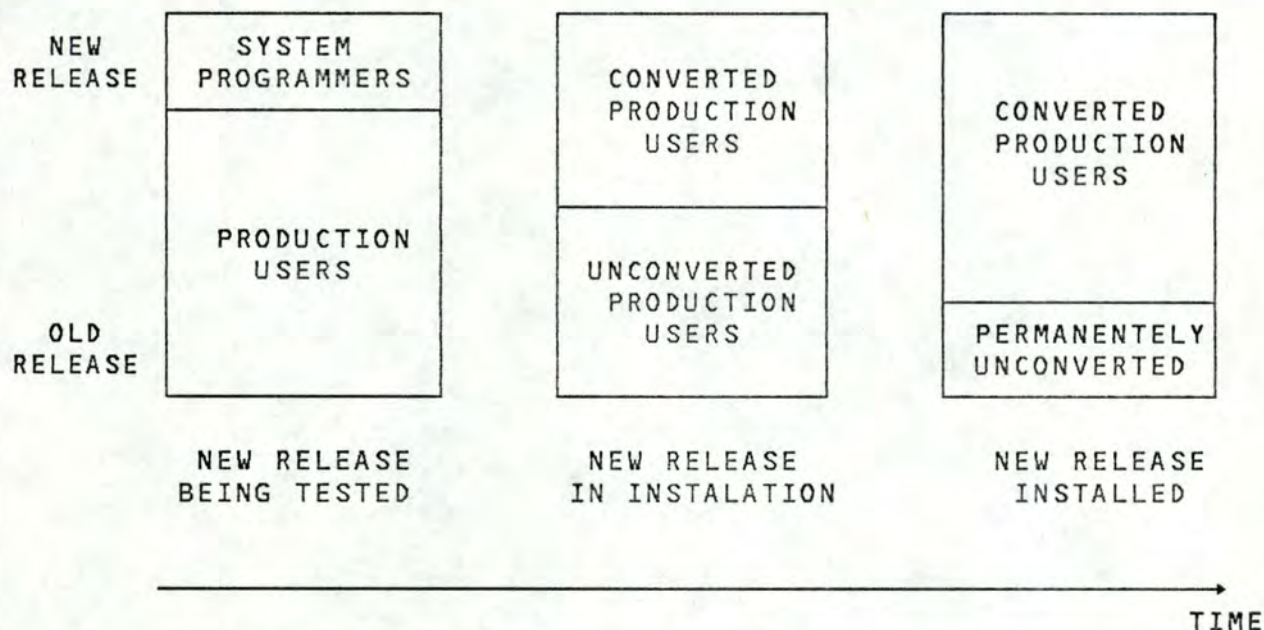 NEW
RELEASE
SYSTEM
PROGRAMMERS
PRODUCTION
USERS
OLD
RELEASE
NEW RELEASE
BEING TESTED
CONVERTED
PRODUCTION
USERS
UNCONVERTED
PRODUCTION
USERS
NEW RELEASE
IN INSTALATION
CONVERTED
PRODUCTION
USERS
PERMANENTELY
UNCONVERTED
NEW RELEASE
INSTALLED
TIME